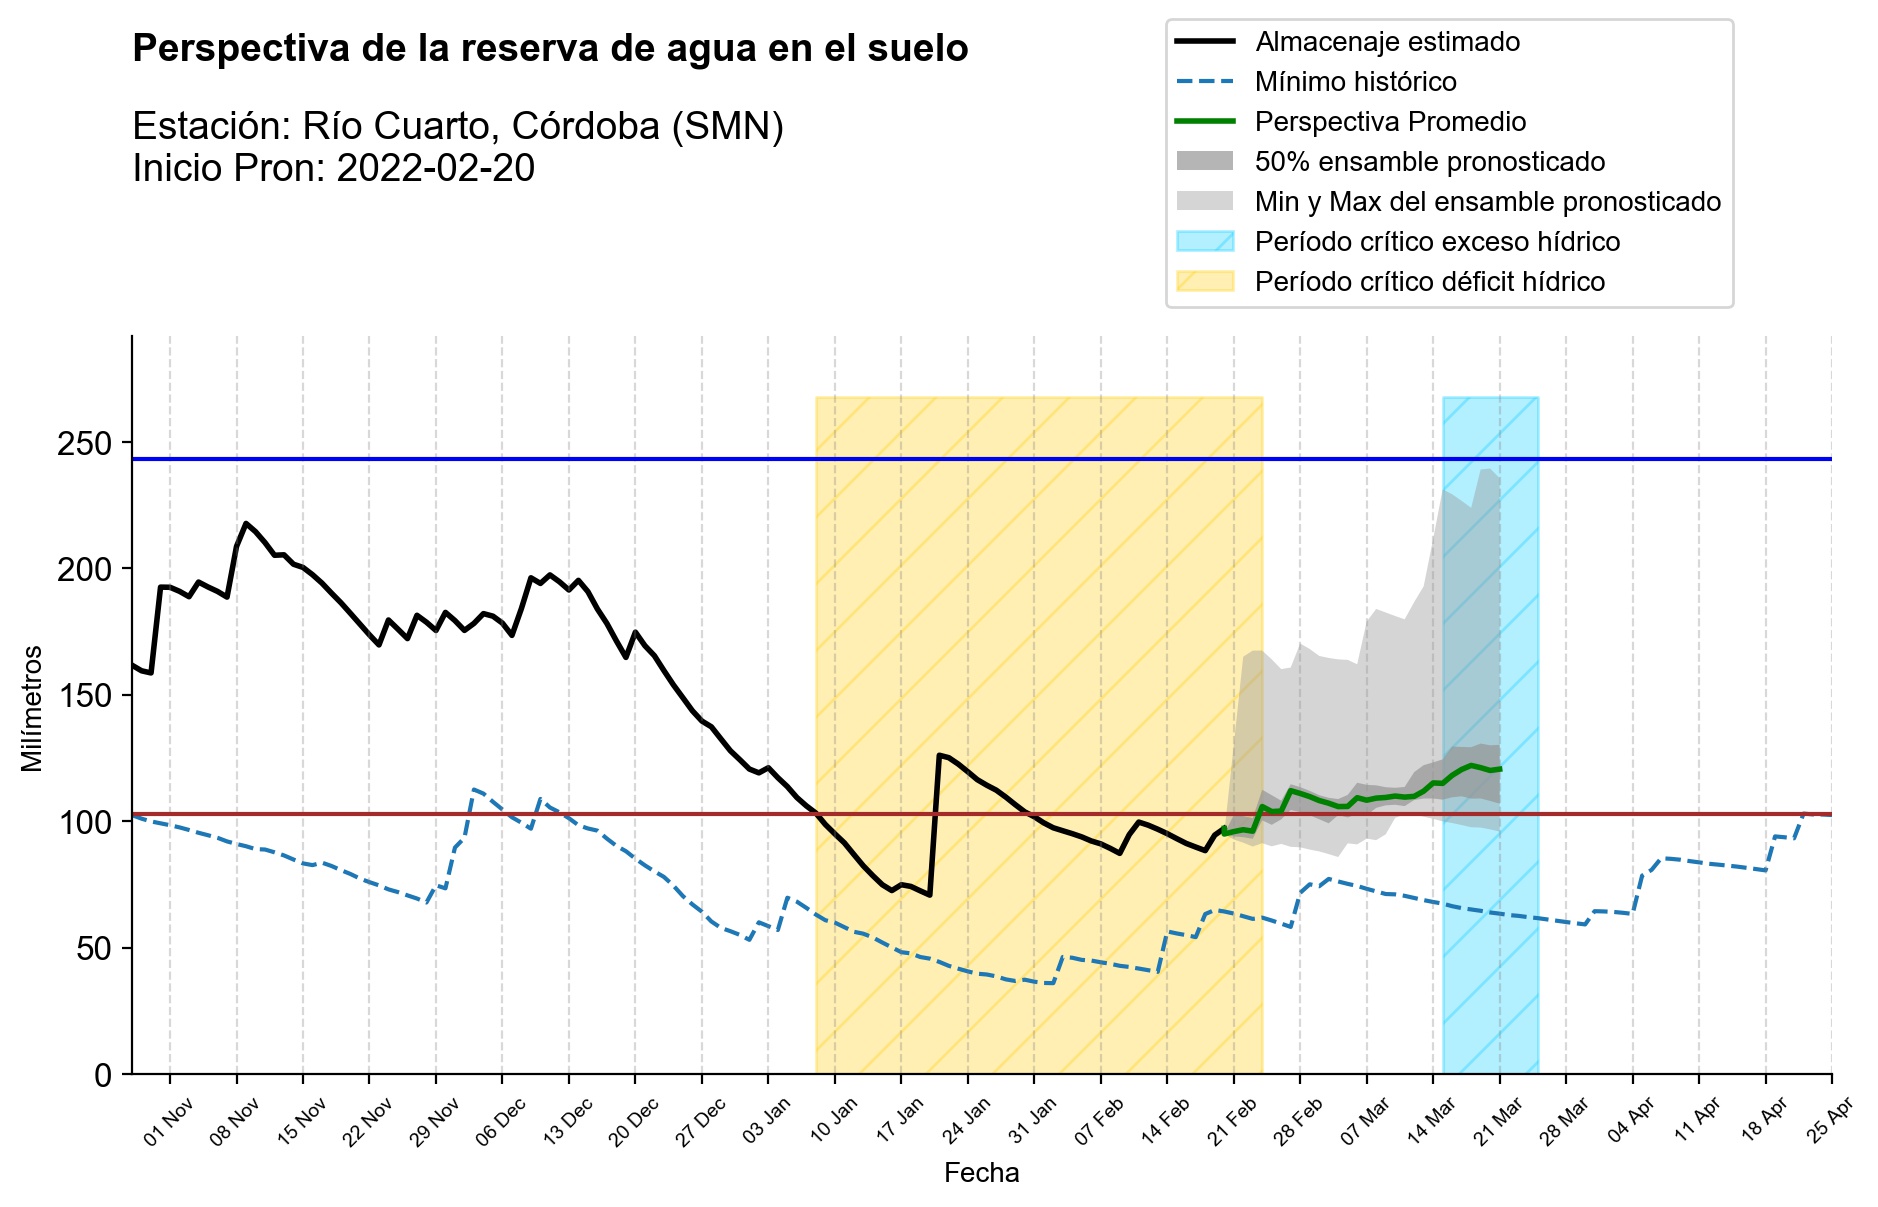 Perspectiva de la reserva de agua en el suelo
Estación: Río Cuarto, Córdoba (SMN)
Inicio Pron: 2022-02-20
Almacenaje estimado
Mínimo histórico
Perspectiva Promedio
50% ensamble pronosticado
Min y Max del ensamble pronosticado
Período crítico exceso hídrico
Período crítico déficit hídrico
Milímetros
250
200
150
100
50
0
01 Nov
08 Nov
15 Nov
22 Nov
29 Nov
06 Dec
13 Dec
20 Dec
27 Dec
03 Jan
10 Jan
17 Jan
24 Jan
31 Jan
07 Feb
14 Feb
21 Feb
28 Feb
07 Mar
14 Mar
21 Mar
28 Mar
04 Apr
11 Apr
18 Apr
25 Apr
Fecha